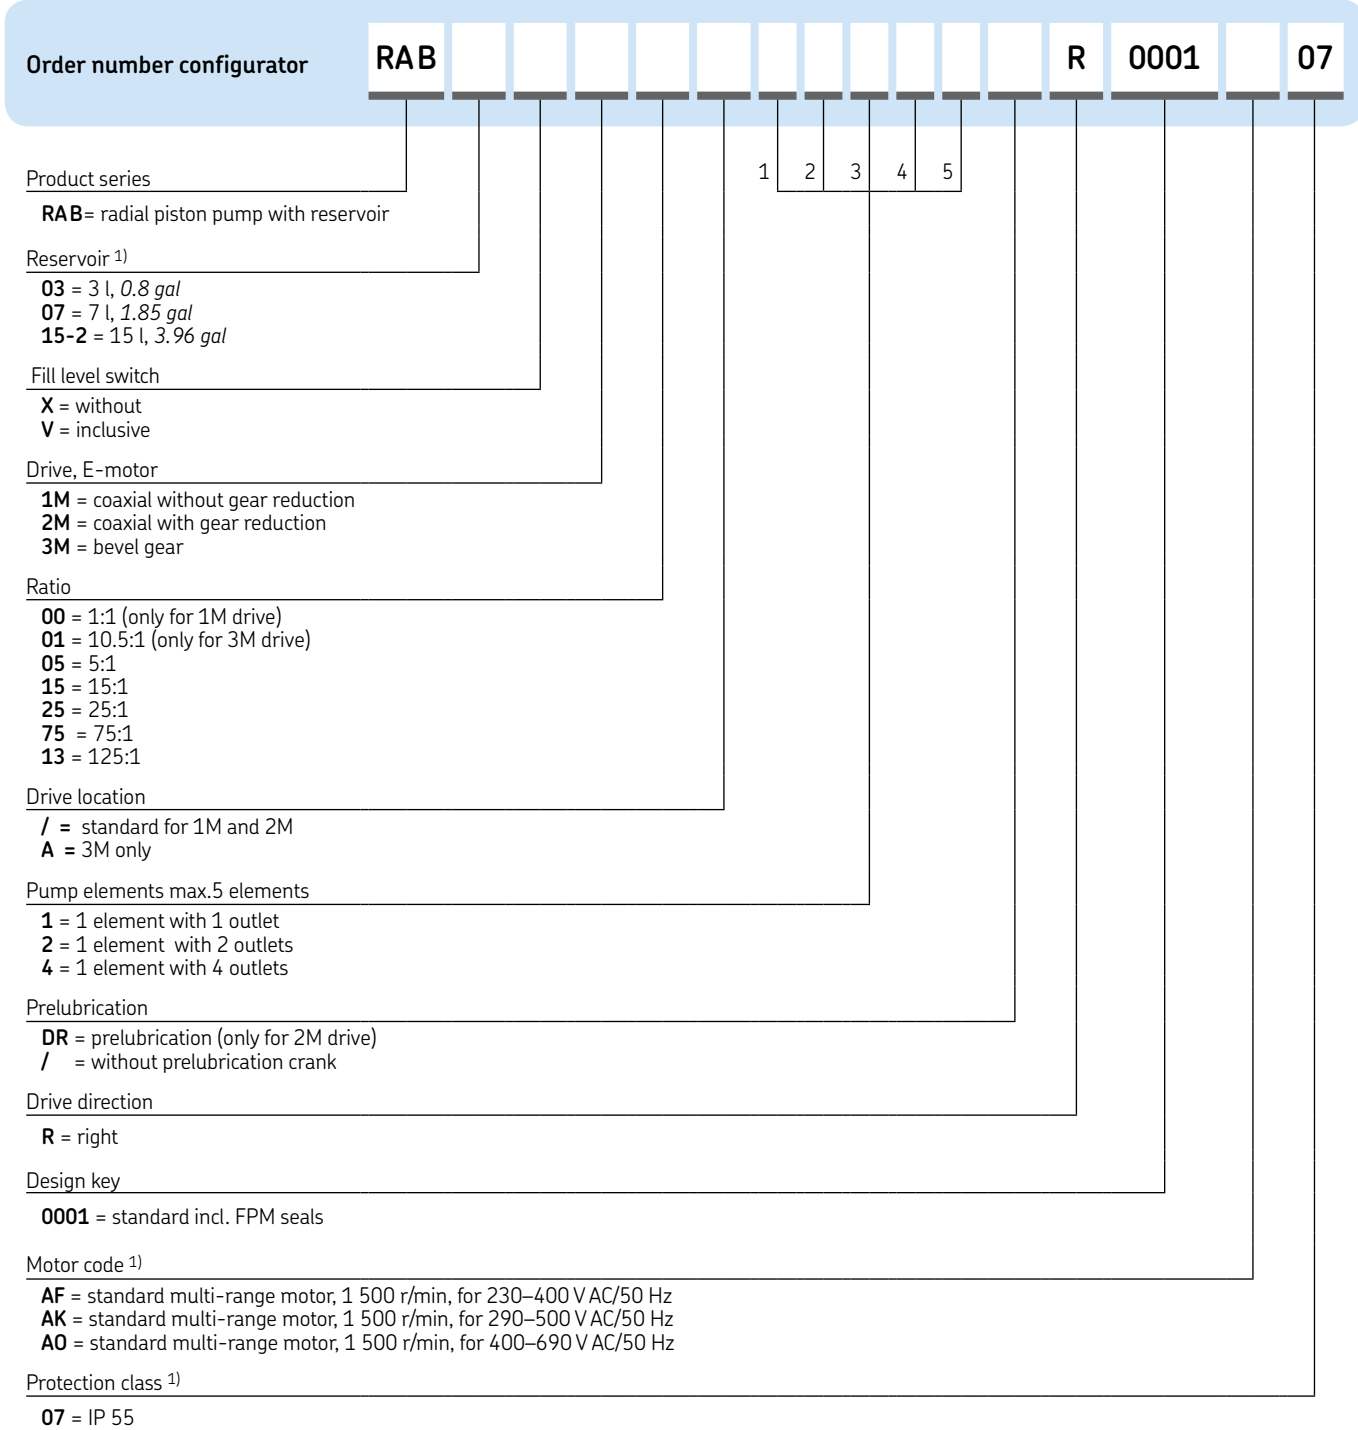 Order number configurator RAB R 0001 07
1 2 3 4 5
Product series
RAB= radial piston pump with reservoir
Reservoir 1)
03 = 3 l, 0.8 gal
07 = 7 l, 1.85 gal
15-2 = 15 l, 3.96 gal
Fill level switch
X = without
V = inclusive
Drive, E-motor
1M = coaxial without gear reduction
2M = coaxial with gear reduction
3M = bevel gear
Ratio
00 = 1:1 (only for 1M drive)
01 = 10.5:1 (only for 3M drive)
05 = 5:1
15 = 15:1
25 = 25:1
75 = 75:1
13 = 125:1
Drive location
/ = standard for 1M and 2M
A = 3M only
Pump elements max.5 elements
1 = 1 element with 1 outlet
2 = 1 element with 2 outlets
4 = 1 element with 4 outlets
Prelubrication
DR = prelubrication (only for 2M drive)
/ = without prelubrication crank
Drive direction
R = right
Design key
0001 = standard incl. FPM seals
Motor code 1)
AF = standard multi-range motor, 1 500 r/min, for 230–400 V AC/50 Hz
AK = standard multi-range motor, 1 500 r/min, for 290–500 V AC/50 Hz
AO = standard multi-range motor, 1 500 r/min, for 400–690 V AC/50 Hz
Protection class 1)
07 = IP 55